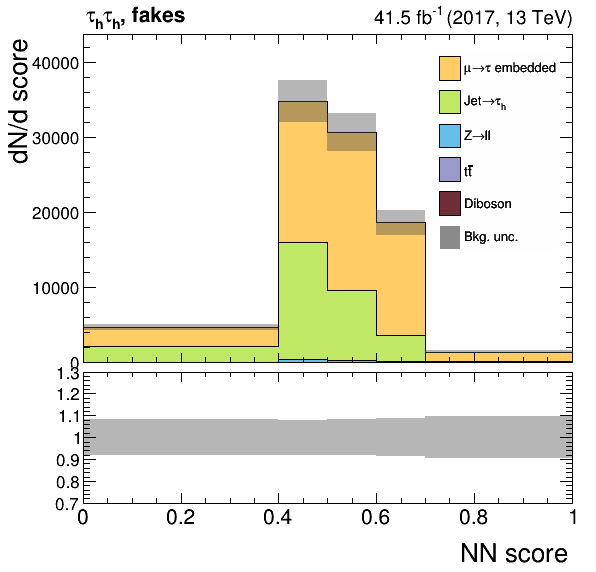 τhτh, fakes
41.5 fb-1 (2017, 13 TeV)
dN/d score
40000
30000
20000
10000
0
μ→τ embedded
Jet→τh
Z→ll
tt̅
Diboson
Bkg. unc.
1.3
1.2
1.1
1
0.9
0.8
0.7
0 0.2 0.4 0.6 0.8 1
NN score